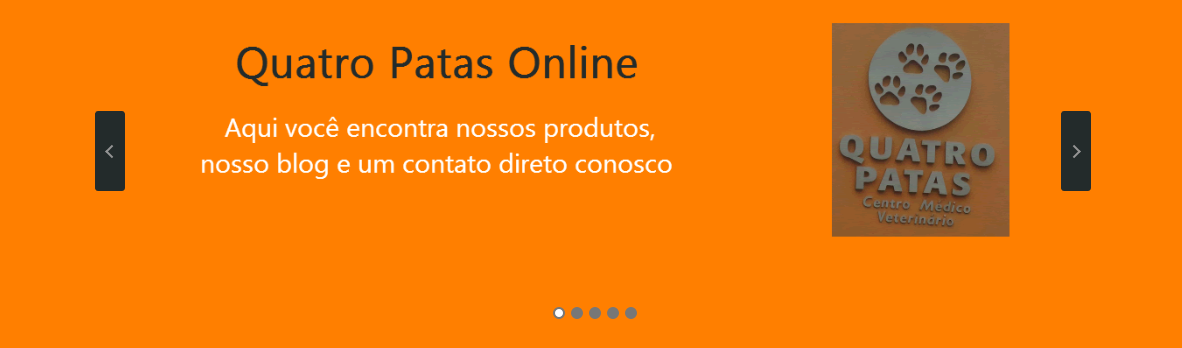 Quatro Patas Online
Aqui você encontra nossos produtos,
nosso blog e um contato direto conosco
QUATRO
PATAS
Centro Médico
Veterinário